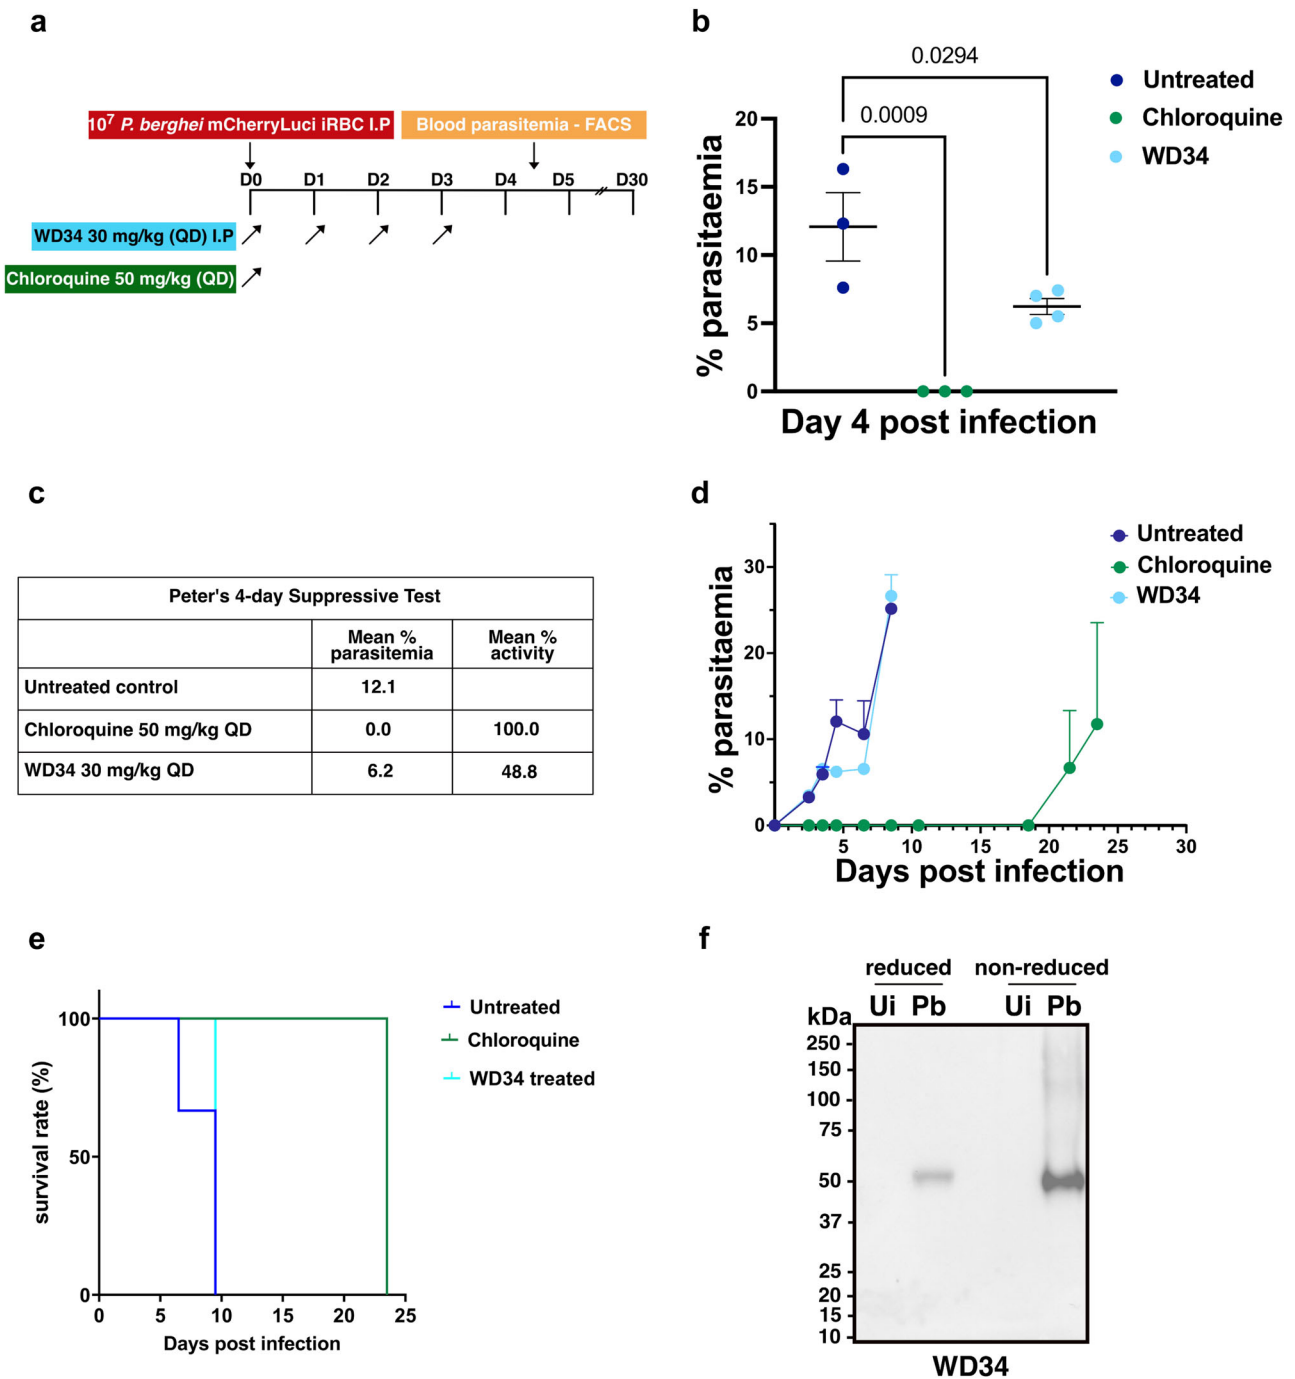 a
10⁷ P. berghei mCherryLuci iRBC I.P
Blood parasitemia - FACS
D0 D1 D2 D3 D4 D5 D30
WD34 30 mg/kg (QD) I.P
Chloroquine 50 mg/kg (QD)
b
0.0294
0.0009
Untreated
Chloroquine
WD34
% parasitaemia
20
15
10
5
0
Day 4 post infection
c
Peter's 4-day Suppressive Test
Mean % parasitemia
Mean % activity
Untreated control 12.1
Chloroquine 50 mg/kg QD 0.0 100.0
WD34 30 mg/kg QD 6.2 48.8
d
Untreated
Chloroquine
WD34
% parasitaemia
30
20
10
0
5 10 15 20 25 30
Days post infection
e
Untreated
Chloroquine
WD34 treated
survival rate (%)
100
50
0
0 5 10 15 20 25
Days post infection
f
reduced non-reduced
kDa Ui Pb Ui Pb
250
150
100
75
50
37
25
20
15
10
WD34